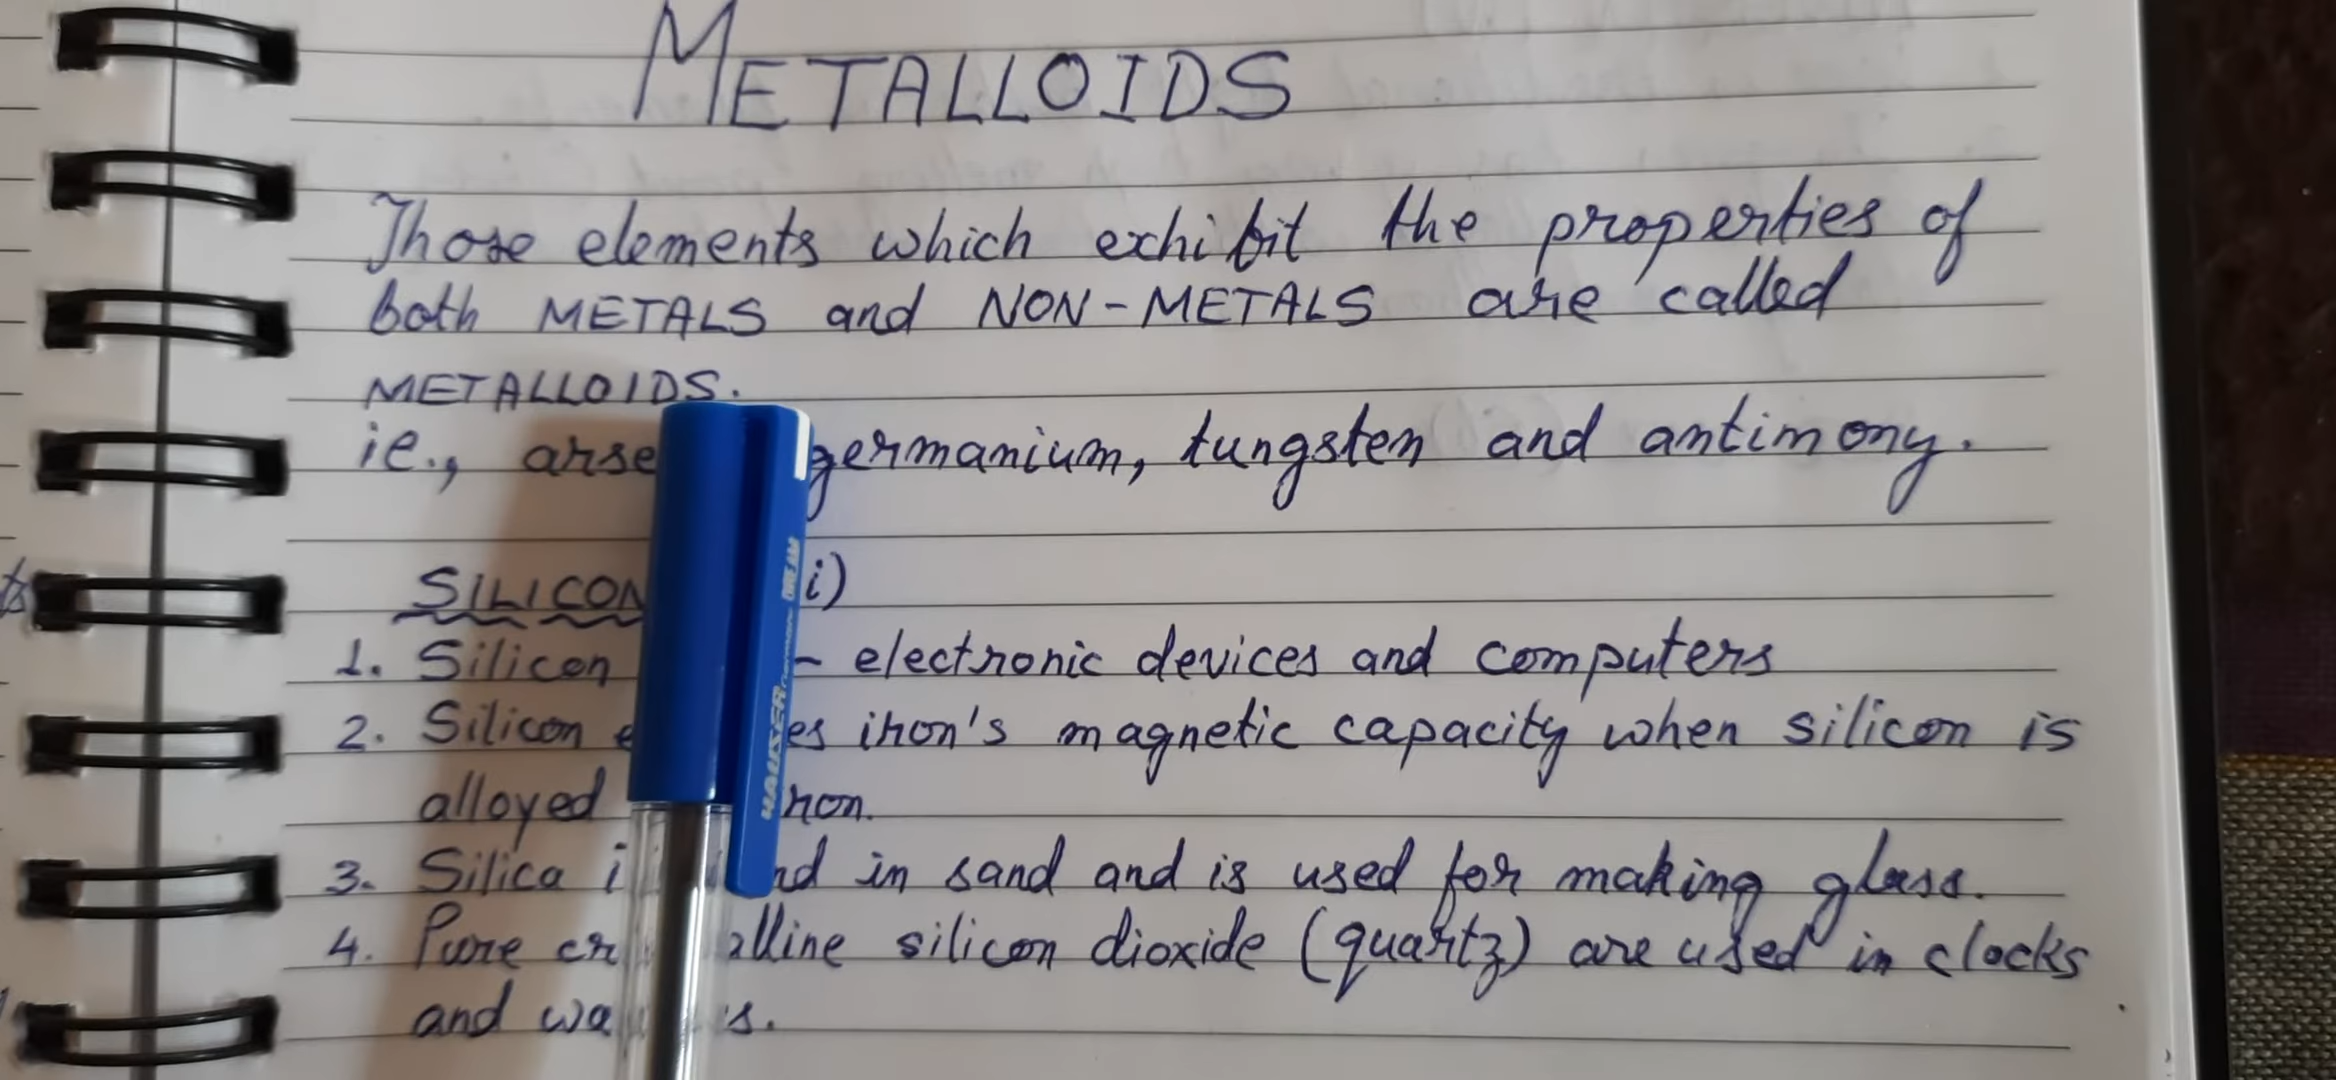 METALLOIDS
Those elements which exhibit the properties of
both METALS and NON-METALS are called
METALLOIDS.
ie., germanium, tungsten and antimony.
SILICON
1. Silicon - electronic devices and computers
2. Silicon iron's magnetic capacity when silicon is
alloyed
3. Silica in sand and is used for making glass.
4. Pure silicon dioxide (quartz) are used in clocks
and
HAUSER